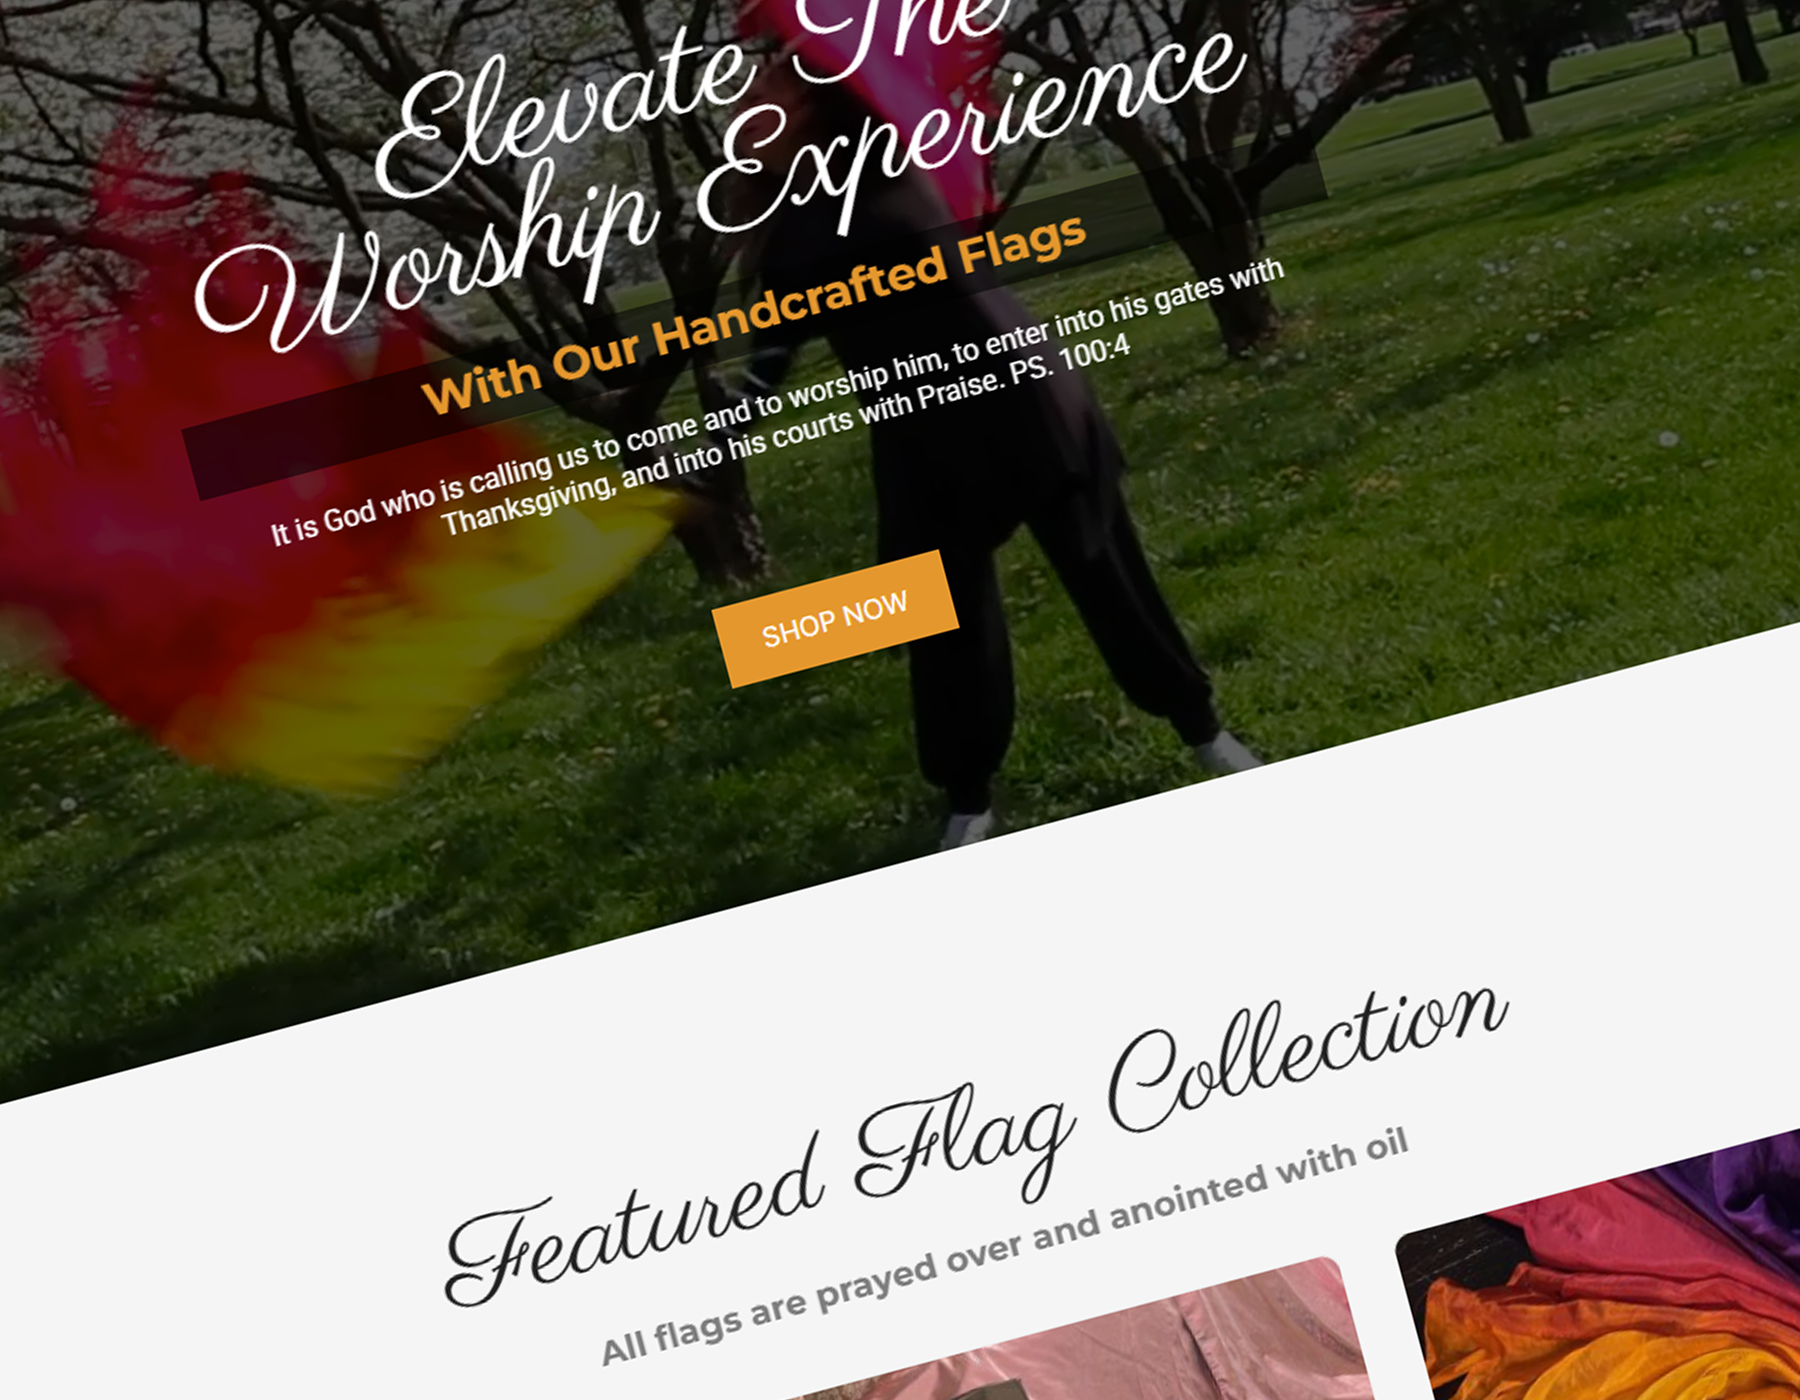 Elevate The
Worship Experience
With Our Handcrafted Flags
It is God who is calling us to come and to worship him, to enter into his gates with
Thanksgiving, and into his courts with Praise. PS. 100:4
SHOP NOW
Featured Flag Collection
All flags are prayed over and anointed with oil